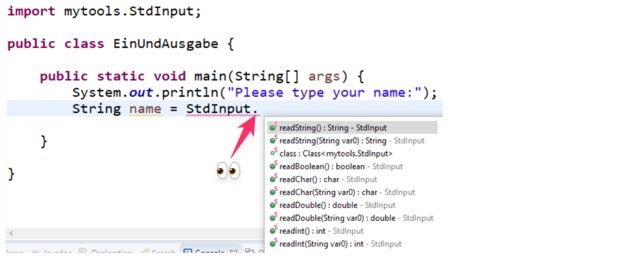 import mytools.StdInput;
public class EinUndAusgabe {
public static void main(String[] args) {
System.out.println("Please type your name:");
String name = StdInput.
readString() : String - StdInput
readString(String var0) : String - StdInput
class : Class<mytools.StdInput>
readBoolean() : boolean - StdInput
readChar() : char - StdInput
readChar(String var0) : char - StdInput
readDouble() : double - StdInput
readDouble(String var0) : double - StdInput
readInt() : int - StdInput
readInt(String var0) : int - StdInput
}
}